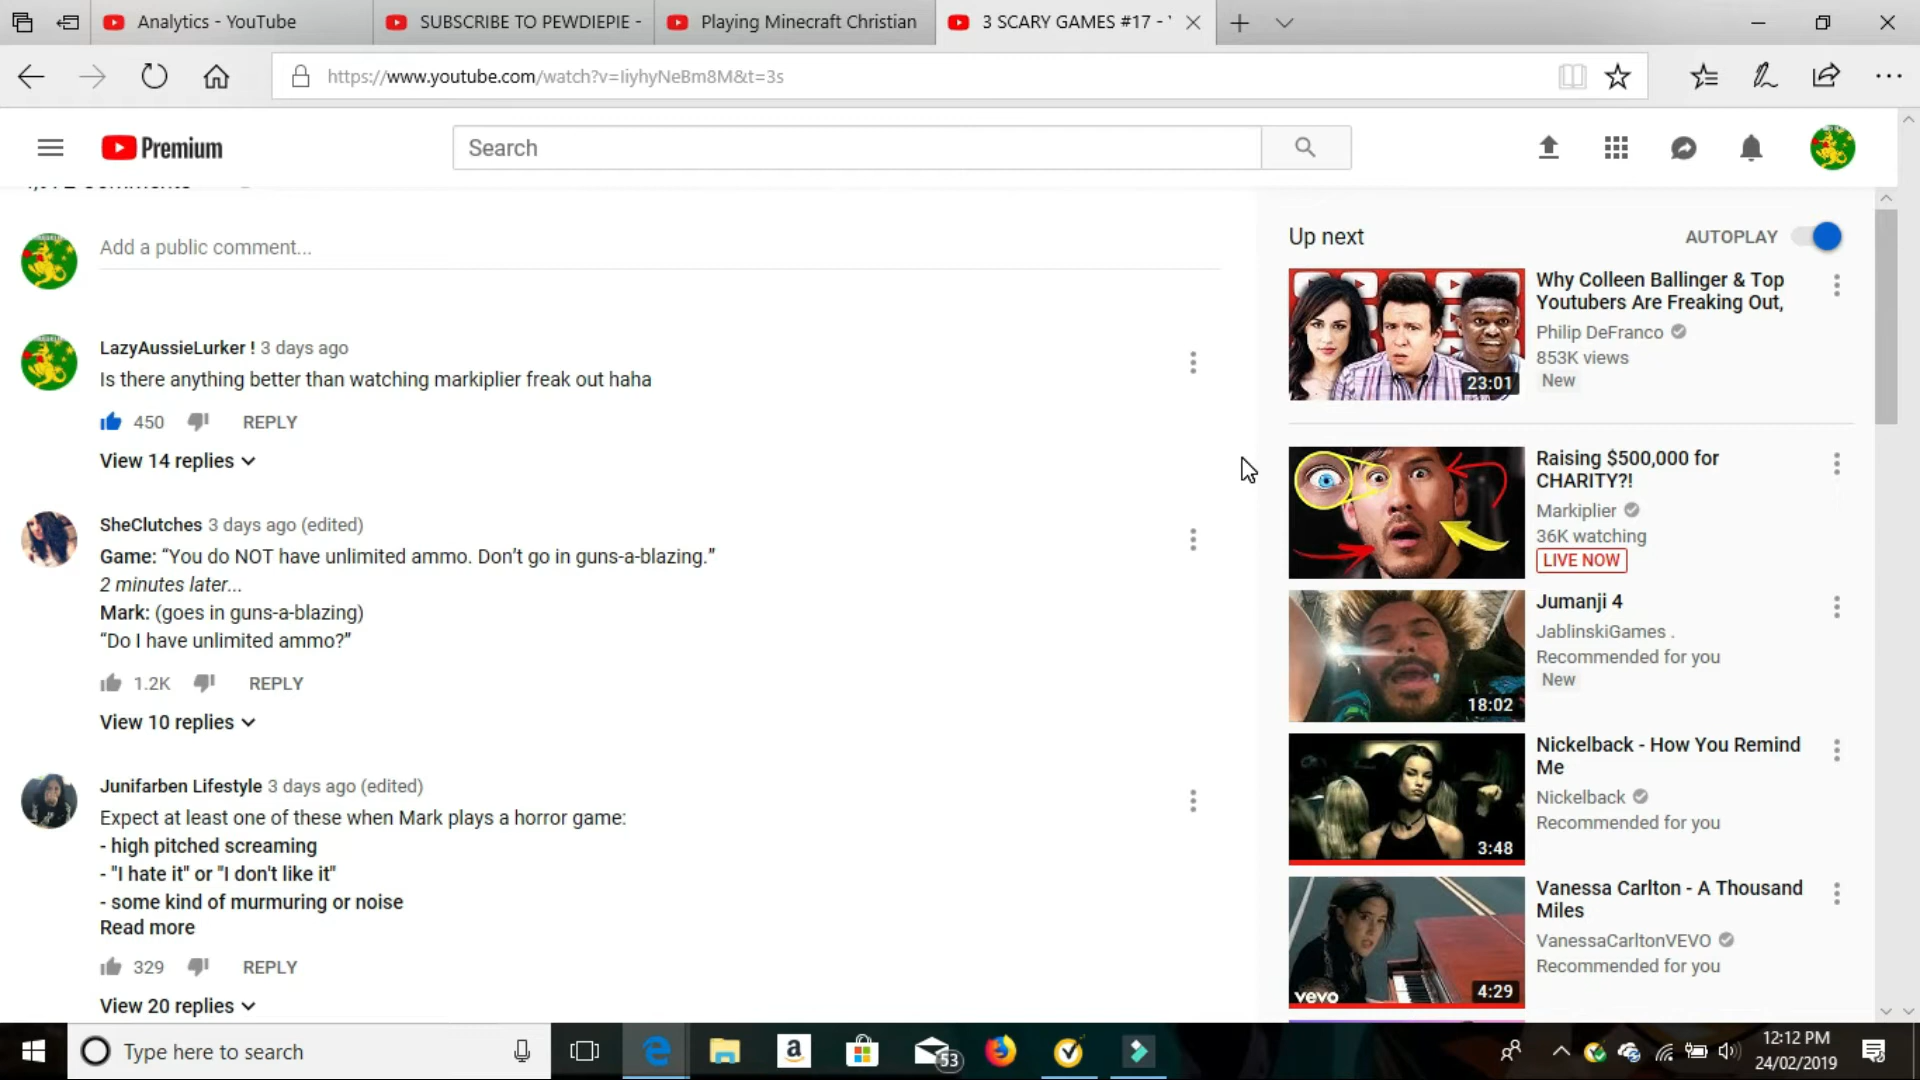 Analytics - YouTube
SUBSCRIBE TO PEWDIEPIE -
Playing Minecraft Christian
3 SCARY GAMES #17 - '
https://www.youtube.com/watch?v=IiyhyNeBm8M&t=3s
Premium
Search
Add a public comment...
LazyAussieLurker ! 3 days ago
Is there anything better than watching markiplier freak out haha
450 REPLY
View 14 replies
SheClutches 3 days ago (edited)
Game: “You do NOT have unlimited ammo. Don’t go in guns-a-blazing.”
2 minutes later...
Mark: (goes in guns-a-blazing)
“Do I have unlimited ammo?”
1.2K REPLY
View 10 replies
Junifarben Lifestyle 3 days ago (edited)
Expect at least one of these when Mark plays a horror game:
- high pitched screaming
- "I hate it" or "I don't like it"
- some kind of murmuring or noise
Read more
329 REPLY
View 20 replies
Up next
AUTOPLAY
23:01
Why Colleen Ballinger & Top
Youtubers Are Freaking Out,
Philip DeFranco
853K views
New
Raising $500,000 for
CHARITY?!
Markiplier
36K watching
LIVE NOW
18:02
Jumanji 4
JablinskiGames .
Recommended for you
New
3:48
Nickelback - How You Remind
Me
Nickelback
Recommended for you
vevo
4:29
Vanessa Carlton - A Thousand
Miles
VanessaCarltonVEVO
Recommended for you
Type here to search
a
53
12:12 PM
24/02/2019